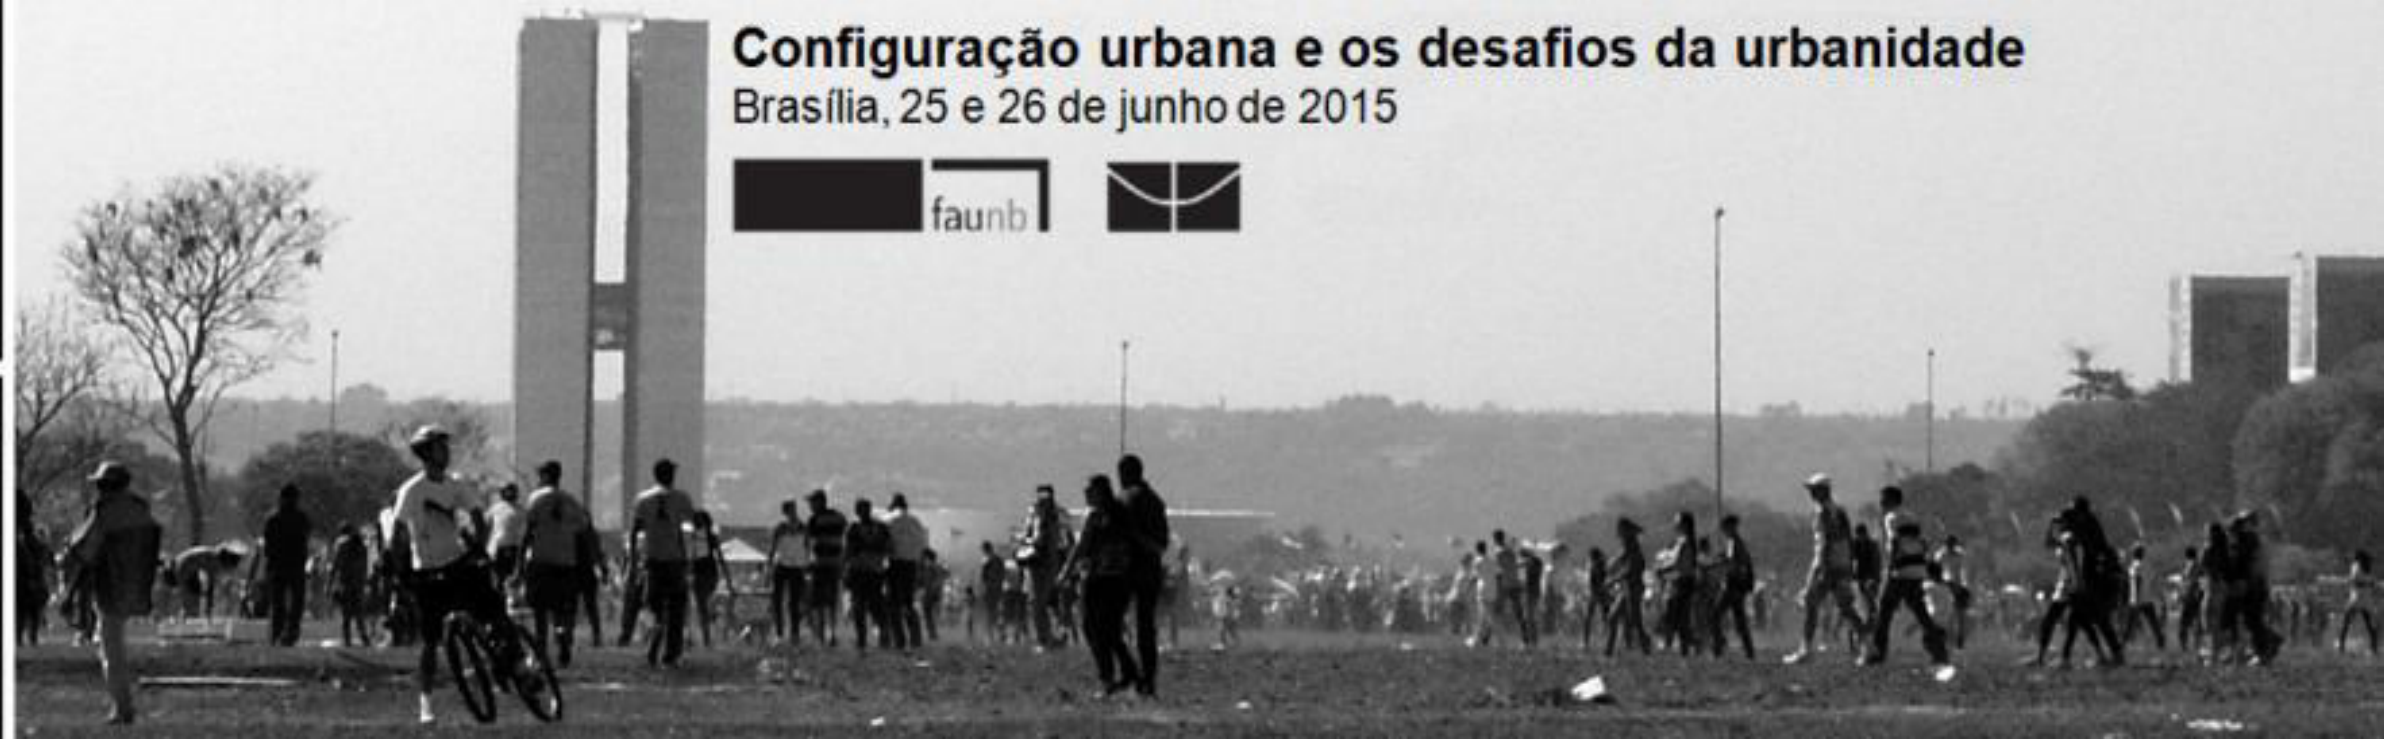 Configuração urbana e os desafios da urbanidade
Brasília, 25 e 26 de junho de 2015
faunb